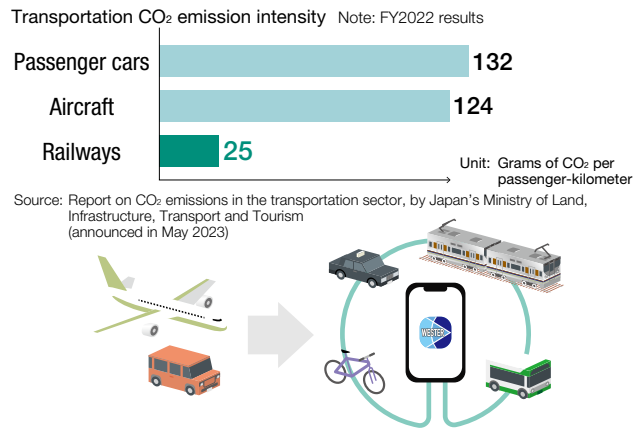 Transportation CO₂ emission intensity Note: FY2022 results
Passenger cars 132
Aircraft 124
Railways 25
Unit: Grams of CO₂ per
passenger-kilometer
Source: Report on CO₂ emissions in the transportation sector, by Japan's Ministry of Land,
Infrastructure, Transport and Tourism
(announced in May 2023)
WESTER